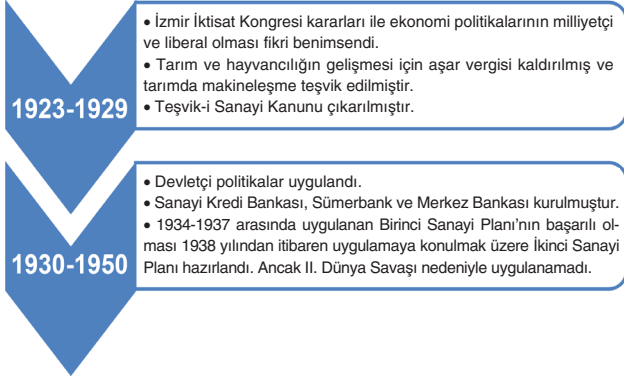 • İzmir İktisat Kongresi kararları ile ekonomi politikalarının milliyetçi
ve liberal olması fikri benimsendi.
• Tarım ve hayvancılığın gelişmesi için aşar vergisi kaldırılmış ve
tarımda makineleşme teşvik edilmiştir.
1923-1929
• Teşvik-i Sanayi Kanunu çıkarılmıştır.
• Devletçi politikalar uygulandı.
• Sanayi Kredi Bankası, Sümerbank ve Merkez Bankası kurulmuştur.
• 1934-1937 arasında uygulanan Birinci Sanayi Planı’nın başarılı ol-
ması 1938 yılından itibaren uygulamaya konulmak üzere İkinci Sanayi
1930-1950
Planı hazırlandı. Ancak II. Dünya Savaşı nedeniyle uygulanamadı.